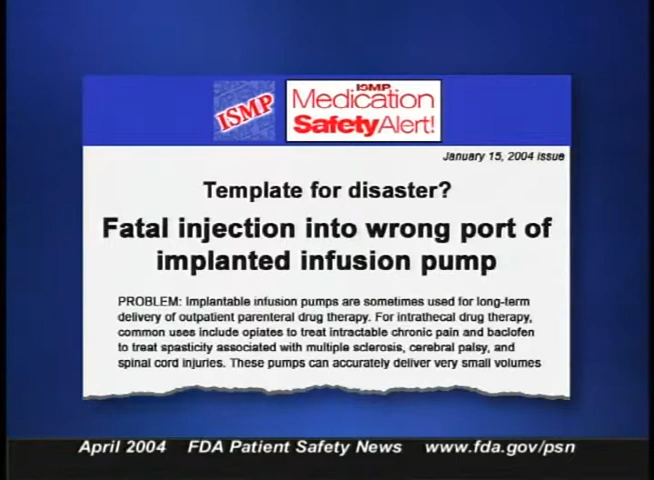 ISMP
ISMP
Medication
SafetyAlert!
January 15, 2004 issue
Template for disaster?
Fatal injection into wrong port of
implanted infusion pump
PROBLEM: Implantable infusion pumps are sometimes used for long-term
delivery of outpatient parenteral drug therapy. For intrathecal drug therapy,
common uses include opiates to treat intractable chronic pain and baclofen
to treat spasticity associated with multiple sclerosis, cerebral palsy, and
spinal cord injuries. These pumps can accurately deliver very small volumes
April 2004 FDA Patient Safety News www.fda.gov/psn